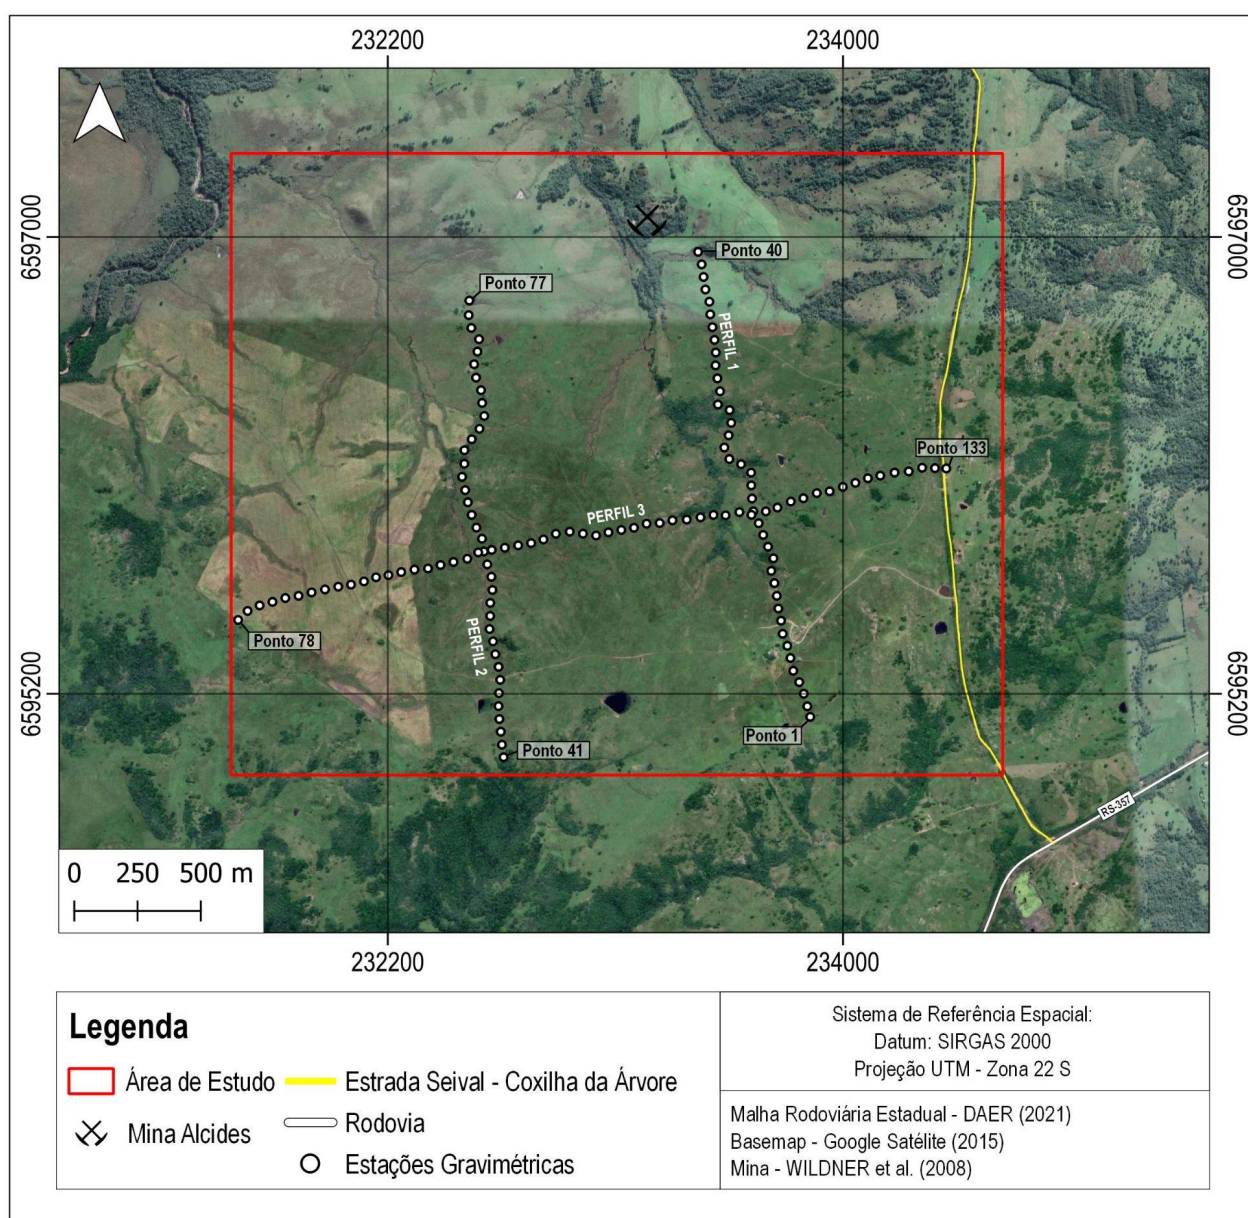 232200
234000
6597000
6597000
Ponto 40
Ponto 77
PERFIL 1
Ponto 133
PERFIL 3
Ponto 78
PERFIL 2
6595200
6595200
Ponto 1
Ponto 41
RS-357
0 250 500 m
232200
234000
Legenda
Área de Estudo
Estrada Seival - Coxilha da Árvore
Mina Alcides
Rodovia
Estações Gravimétricas
Sistema de Referência Espacial:
Datum: SIRGAS 2000
Projeção UTM - Zona 22 S
Malha Rodoviária Estadual - DAER (2021)
Basemap - Google Satélite (2015)
Mina - WILDNER et al. (2008)